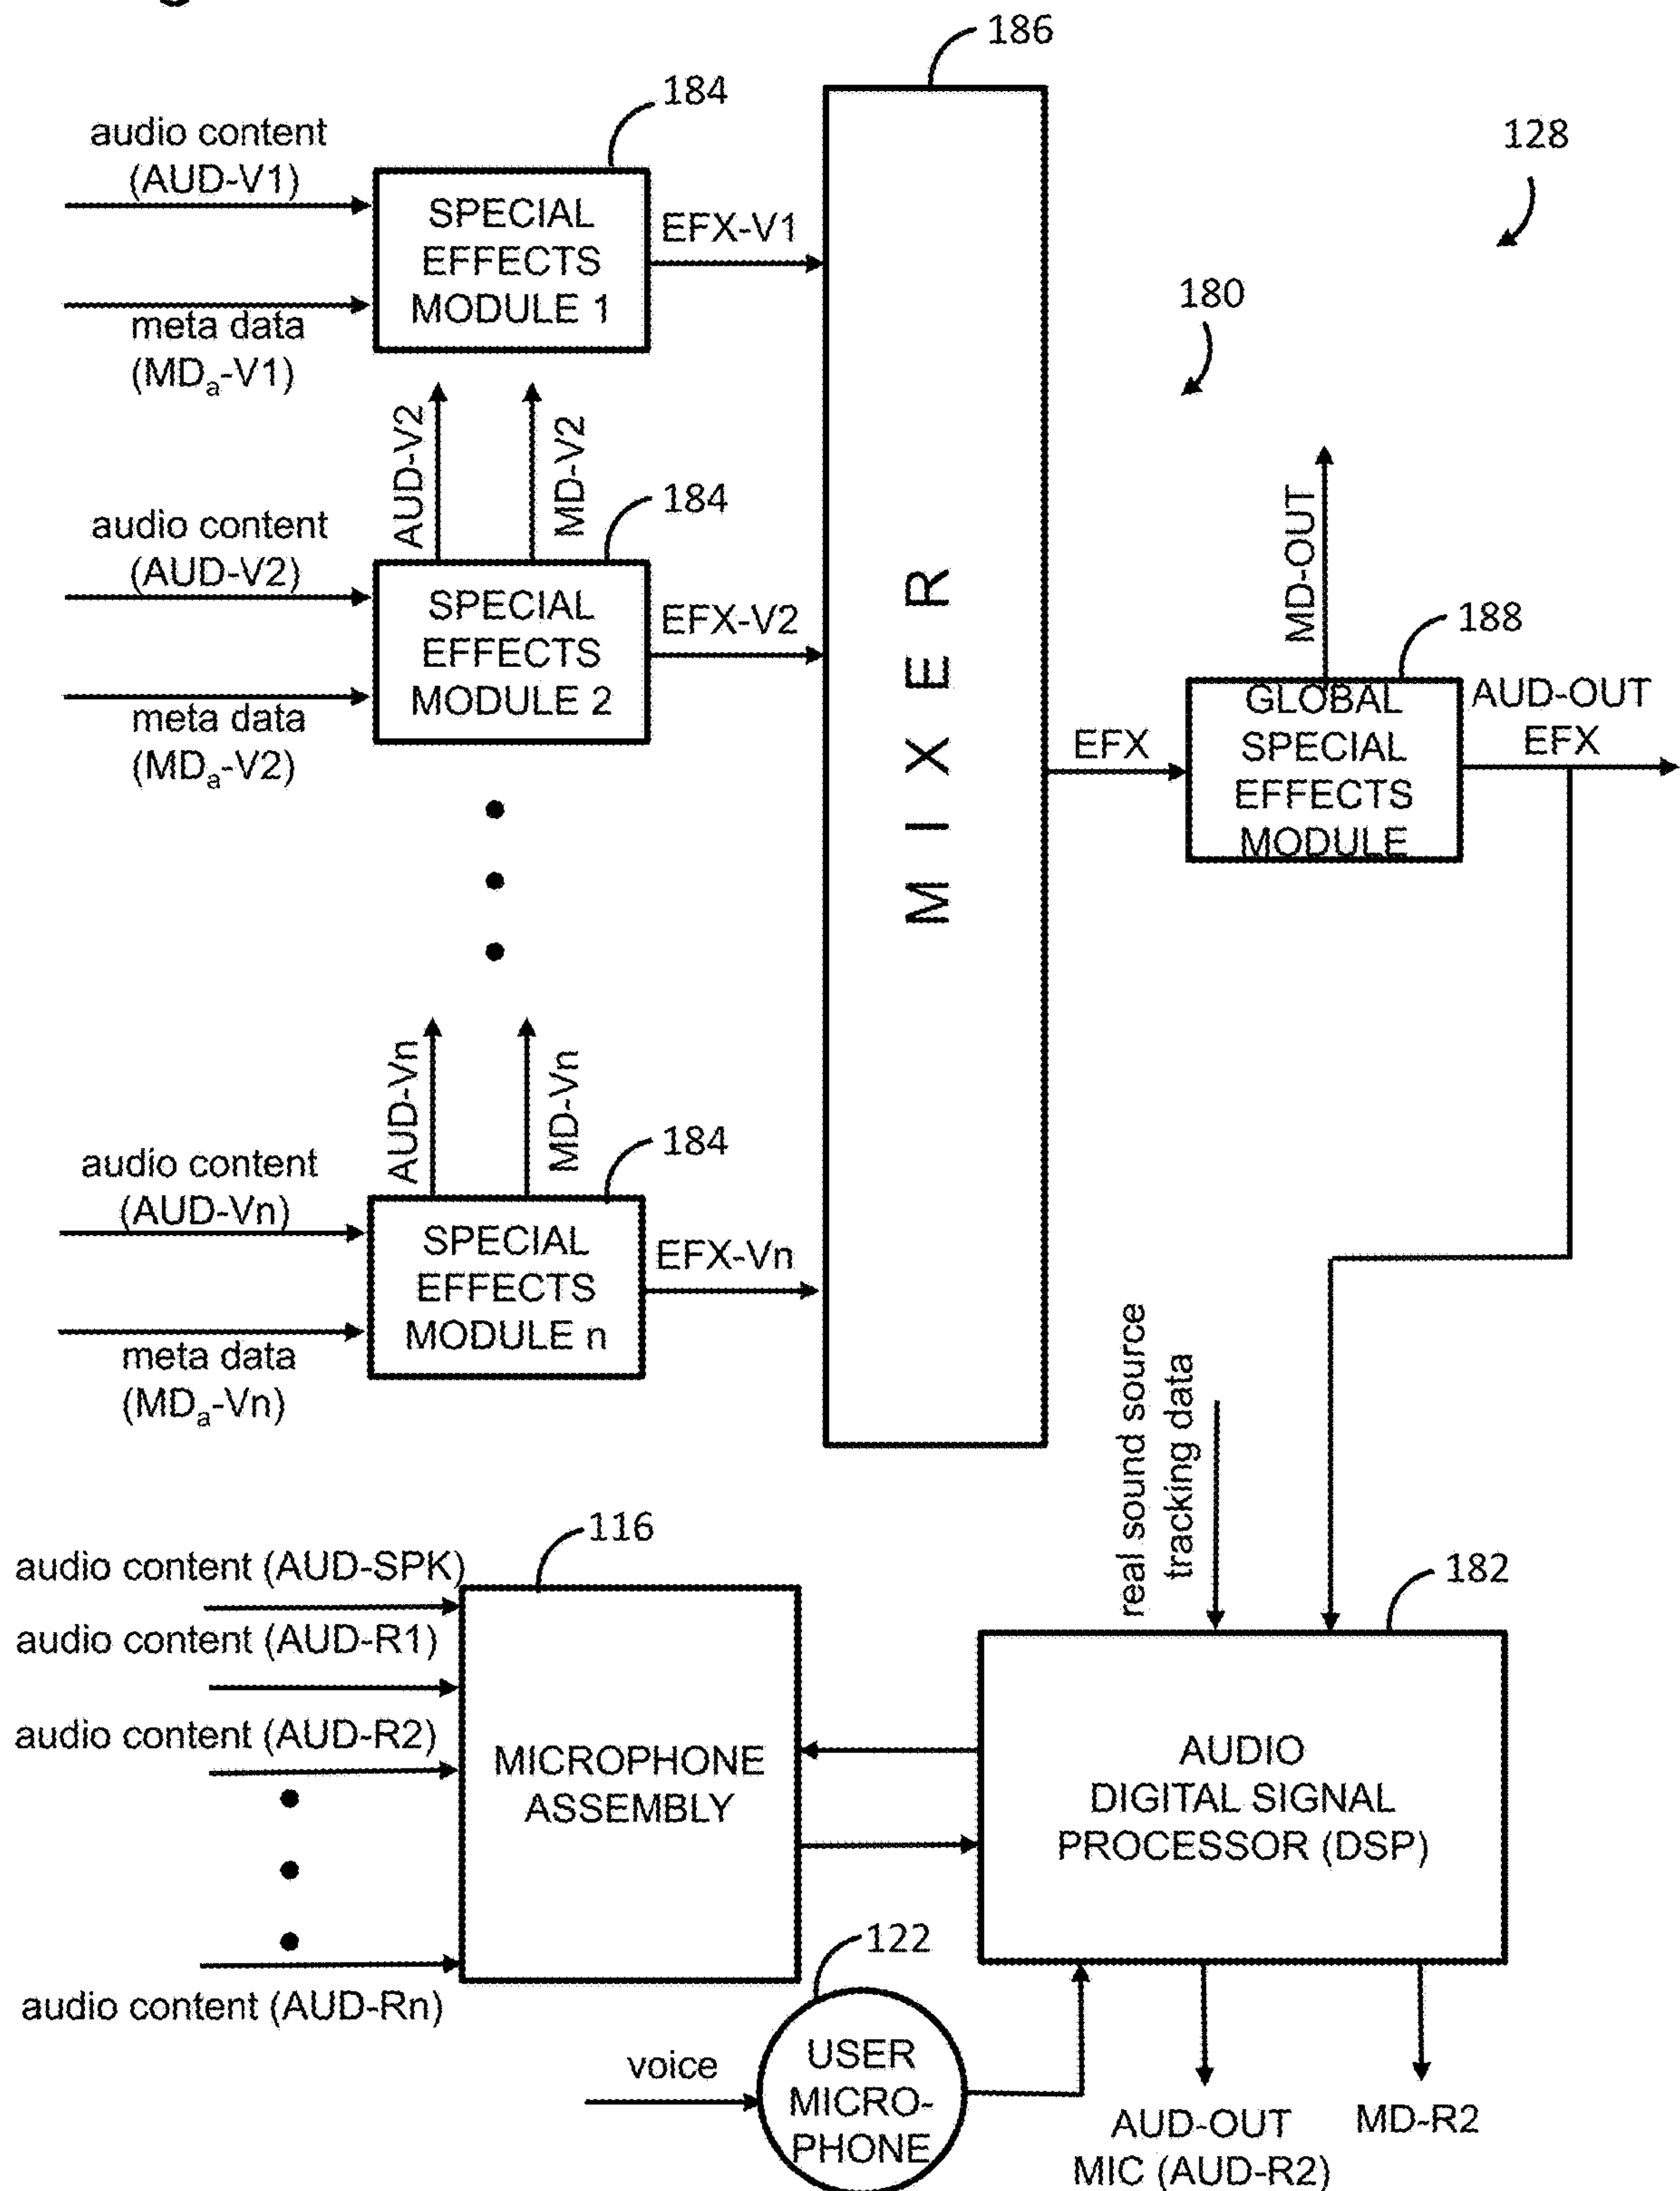 186
184
128
audio content
(AUD-V1)
SPECIAL
EFFECTS
MODULE 1
EFX-V1
meta data
(MDa-V1)
180
AUD-V2
MD-V2
184
audio content
(AUD-V2)
SPECIAL
EFFECTS
MODULE 2
EFX-V2
meta data
(MDa-V2)
MIXER
MD-OUT
188
EFX
GLOBAL
SPECIAL
EFFECTS
MODULE
AUD-OUT
EFX
AUD-Vn
MD-Vn
184
audio content
(AUD-Vn)
SPECIAL
EFFECTS
MODULE n
EFX-Vn
meta data
(MDa-Vn)
real sound source
tracking data
116
182
audio content (AUD-SPK)
audio content (AUD-R1)
audio content (AUD-R2)
audio content (AUD-Rn)
MICROPHONE
ASSEMBLY
AUDIO
DIGITAL SIGNAL
PROCESSOR (DSP)
122
voice
USER
MICRO-
PHONE
AUD-OUT
MIC (AUD-R2)
MD-R2